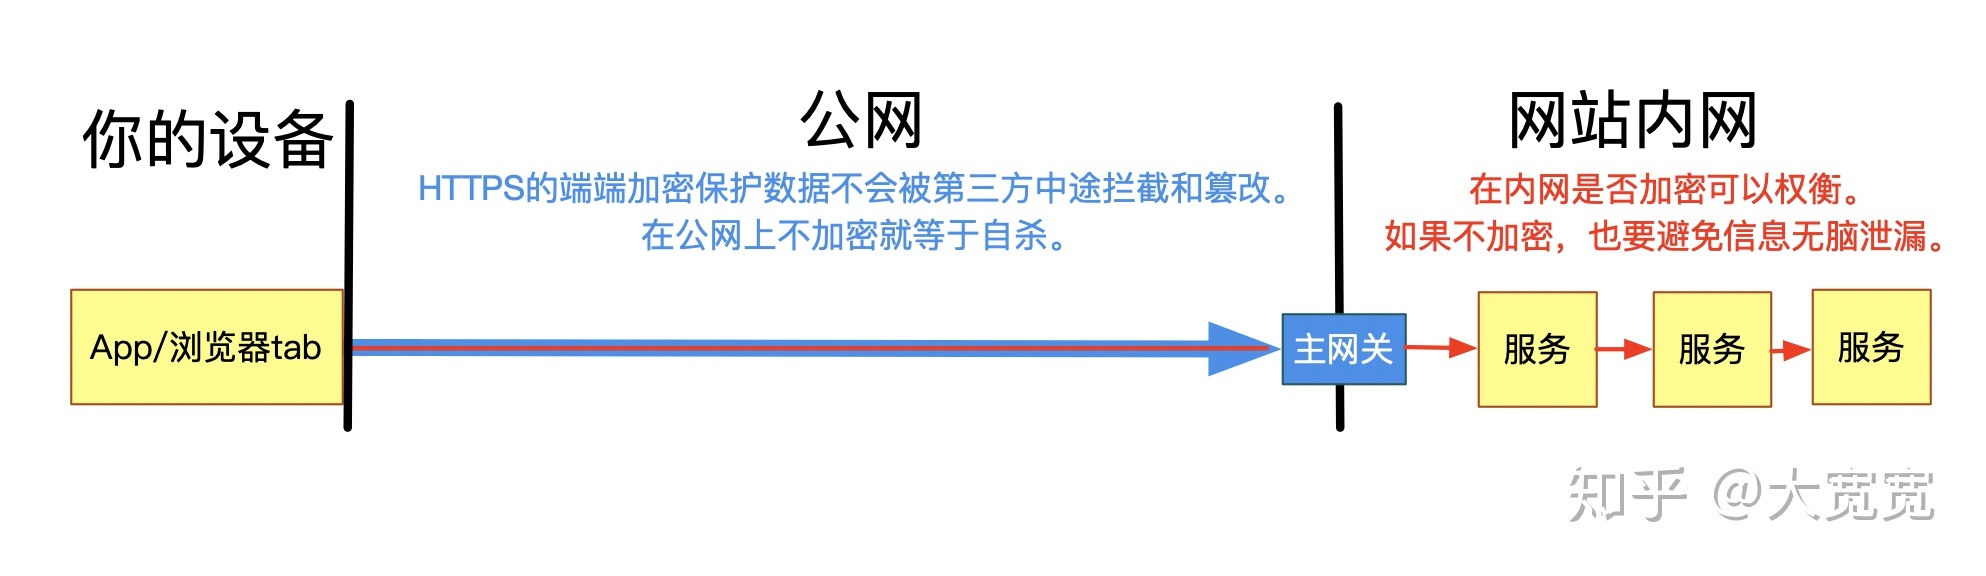 你的设备
公网
网站内网
HTTPS的端端加密保护数据不会被第三方中途拦截和篡改。
在公网上不加密就等于自杀。
在内网是否加密可以权衡。
如果不加密，也要避免信息无脑泄漏。
App/浏览器tab
主网关
服务
服务
服务
知乎 @大宽宽